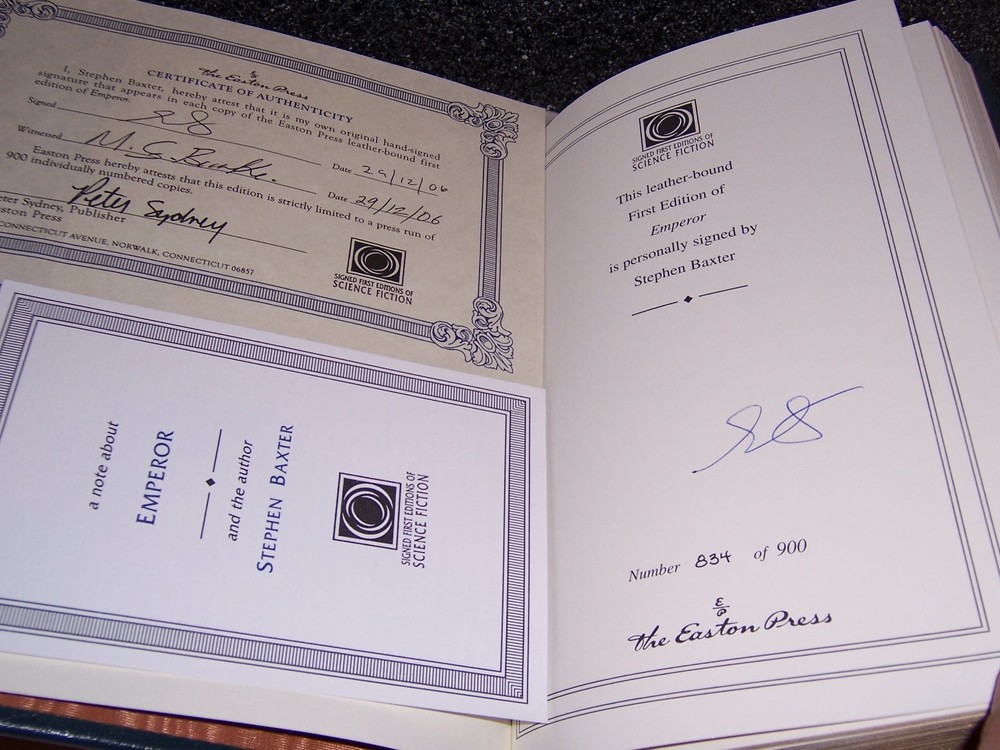 The Easton Press
CERTIFICATE OF AUTHENTICITY
I, Stephen Baxter, hereby attest that it is my own original hand-signed
signature that appears in each copy of the Easton Press leather-bound first
edition of Emperor.
Signed
Date 29/12/06
Witnessed
Date 29/12/06
Easton Press hereby attests that this edition is strictly limited to a press run of
900 individually numbered copies.
Peter Sydney
eter Sydney, Publisher
aston Press
CONNECTICUT AVENUE, NORWALK, CONNECTICUT 06857
SIGNED FIRST EDITIONS OF
SCIENCE FICTION
a note about
EMPEROR
and the author
STEPHEN BAXTER
SIGNED FIRST EDITIONS OF
SCIENCE FICTION
SIGNED FIRST EDITIONS OF
SCIENCE FICTION
This leather-bound
First Edition of
Emperor
is personally signed by
Stephen Baxter
Number 834 of 900
EP
The Easton Press